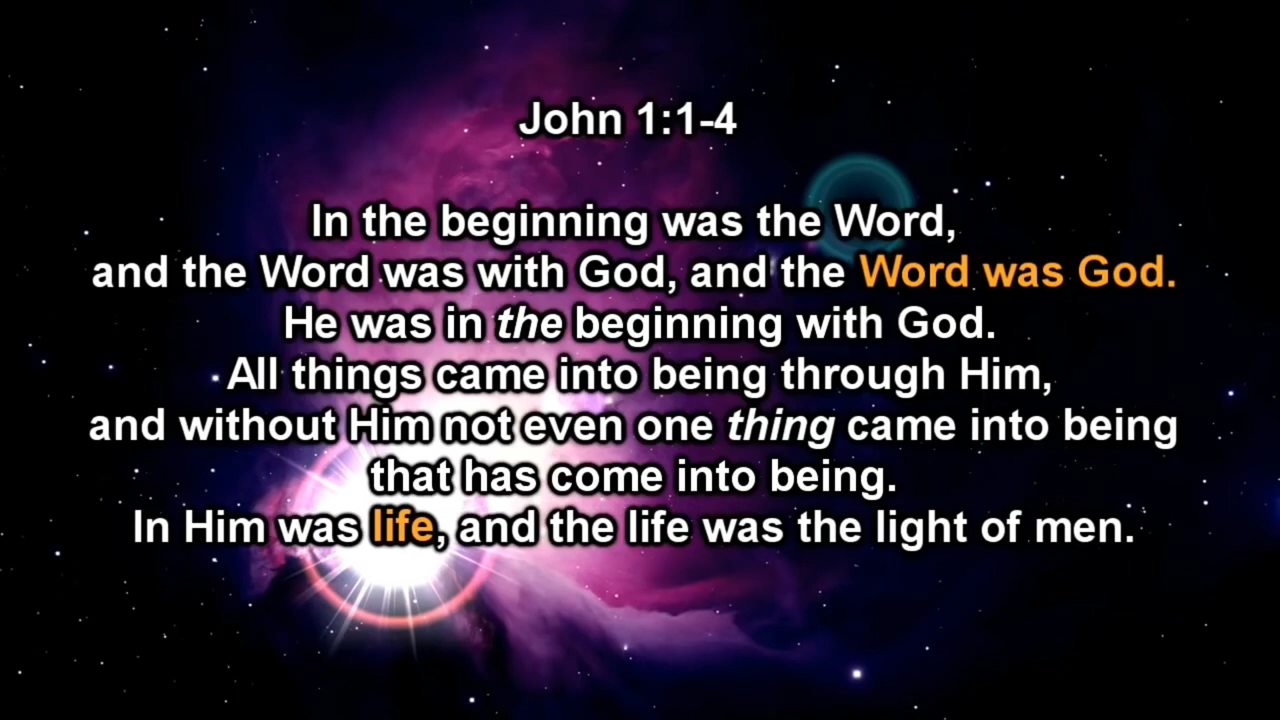 John 1:1-4
In the beginning was the Word,
and the Word was with God, and the Word was God.
He was in the beginning with God.
All things came into being through Him,
and without Him not even one thing came into being
that has come into being.
In Him was life, and the life was the light of men.